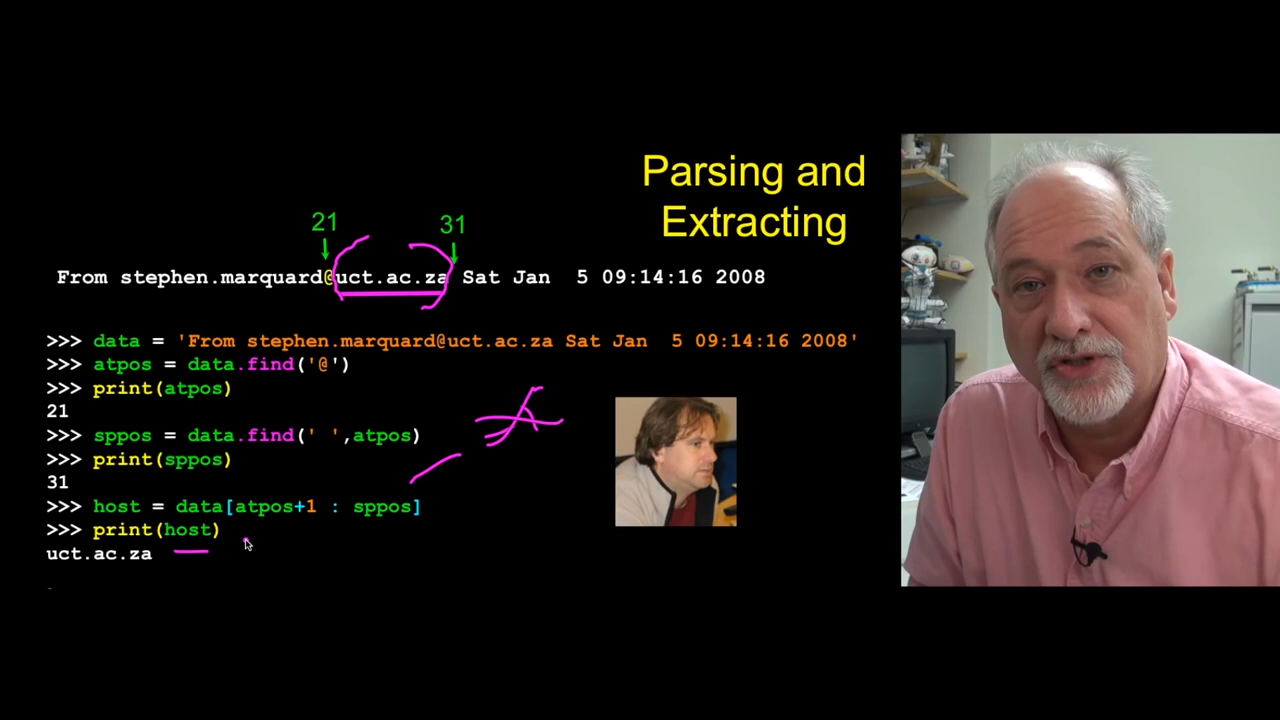 Parsing and
Extracting
21 31
From stephen.marquard@uct.ac.za Sat Jan  5 09:14:16 2008
>>> data = 'From stephen.marquard@uct.ac.za Sat Jan  5 09:14:16 2008'
>>> atpos = data.find('@')
>>> print(atpos)
21
>>> sppos = data.find(' ',atpos)
>>> print(sppos)
31
>>> host = data[atpos+1 : sppos]
>>> print(host)
uct.ac.za